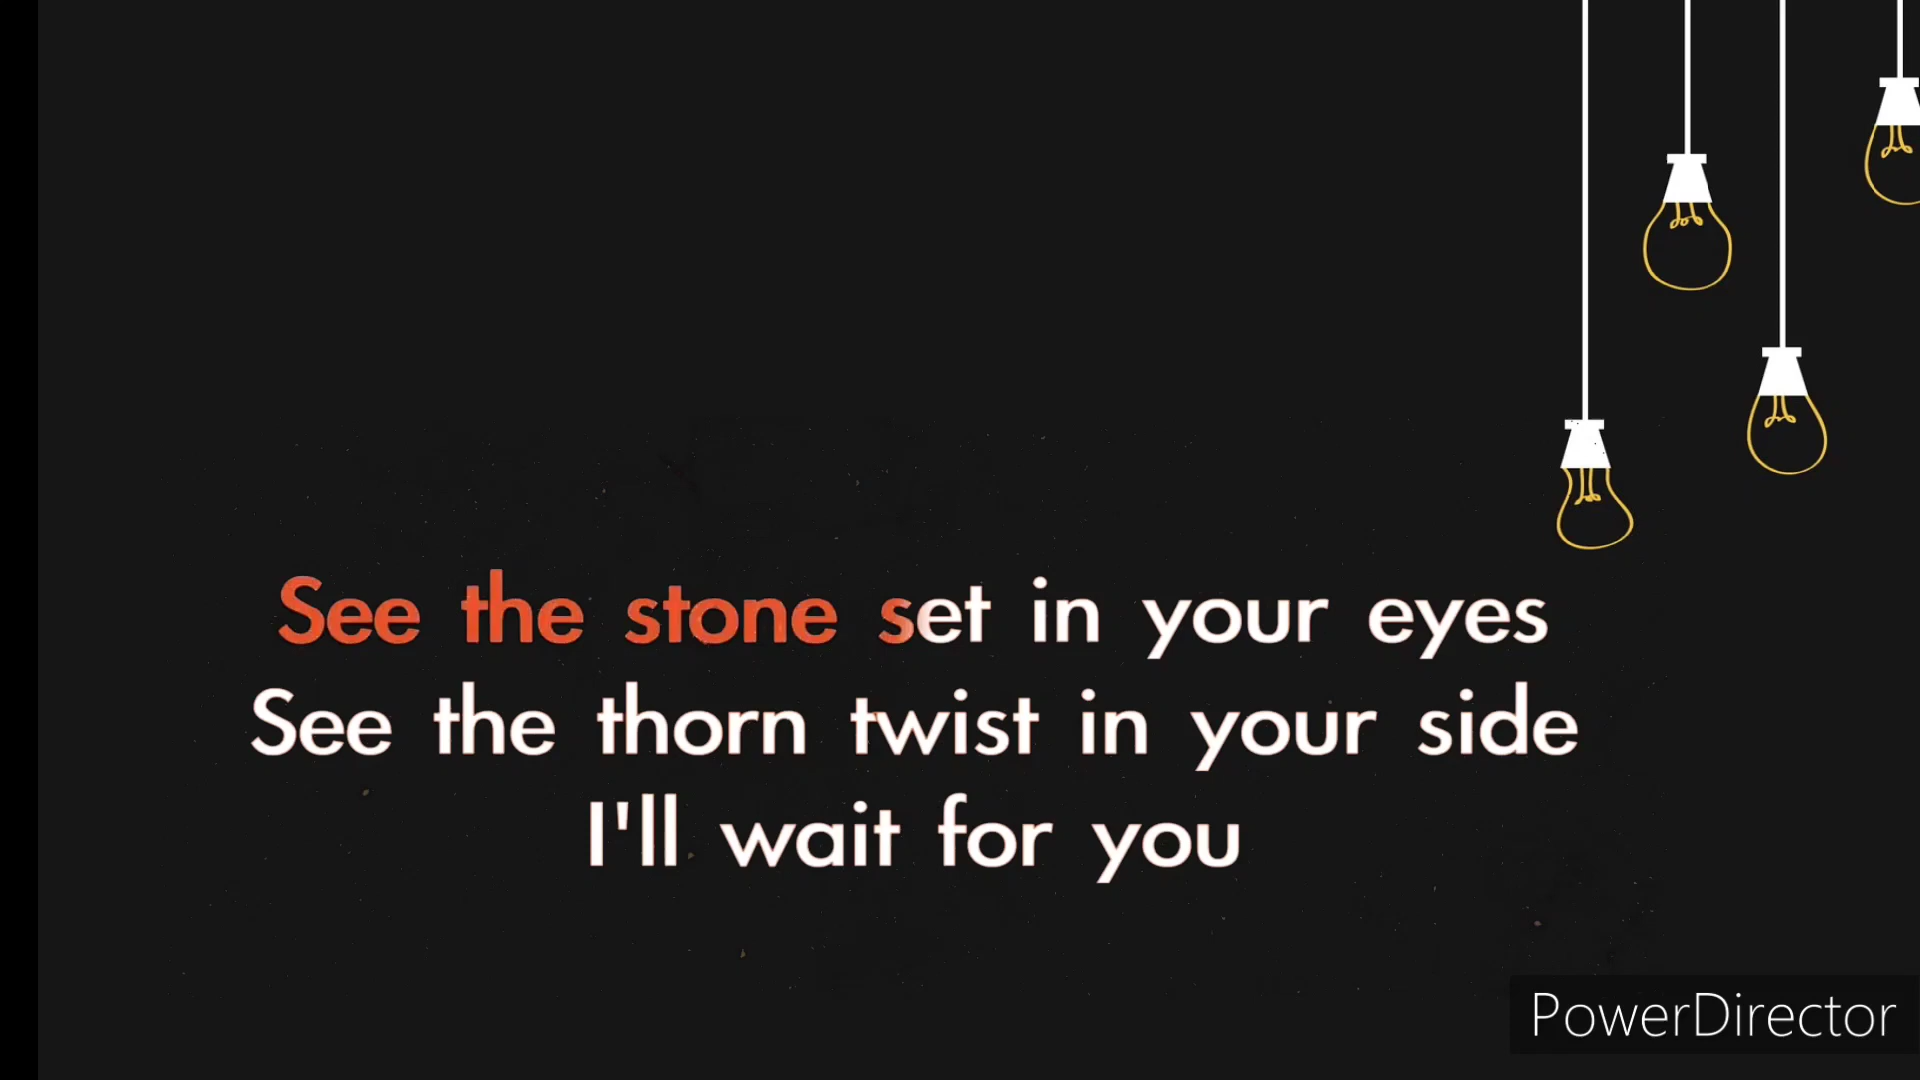 See the stone set in your eyes
See the thorn twist in your side
I'll wait for you
PowerDirector